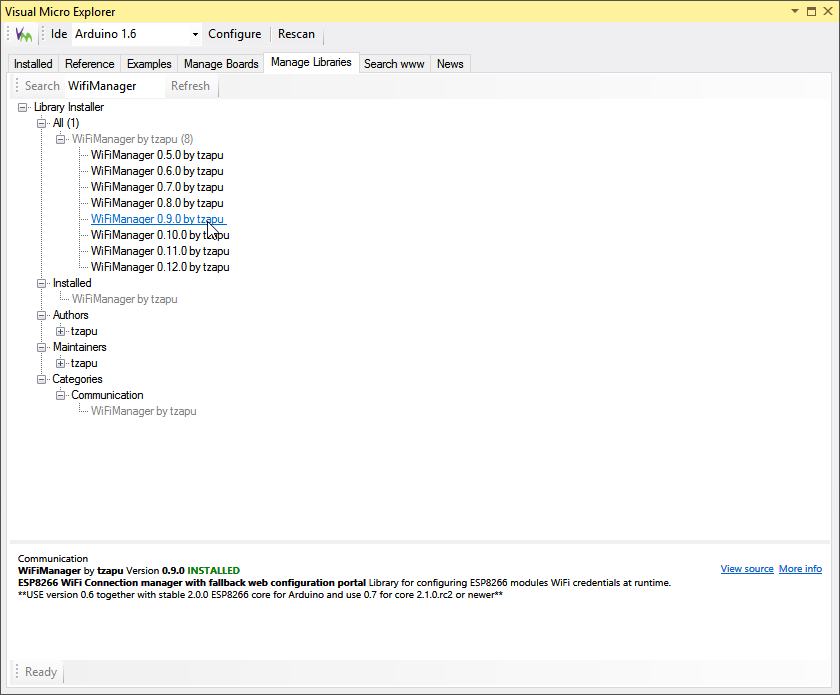 Visual Micro Explorer
Ide Arduino 1.6 Configure Rescan
Installed Reference Examples Manage Boards Manage Libraries Search www News
Search WifiManager Refresh
Library Installer
All (1)
WiFiManager by tzapu (8)
WiFiManager 0.5.0 by tzapu
WiFiManager 0.6.0 by tzapu
WiFiManager 0.7.0 by tzapu
WiFiManager 0.8.0 by tzapu
WiFiManager 0.9.0 by tzapu
WiFiManager 0.10.0 by tzapu
WiFiManager 0.11.0 by tzapu
WiFiManager 0.12.0 by tzapu
Installed
WiFiManager by tzapu
Authors
tzapu
Maintainers
tzapu
Categories
Communication
WiFiManager by tzapu
Communication
WiFiManager by tzapu Version 0.9.0 INSTALLED View source More info
ESP8266 WiFi Connection manager with fallback web configuration portal Library for configuring ESP8266 modules WiFi credentials at runtime.
**USE version 0.6 together with stable 2.0.0 ESP8266 core for Arduino and use 0.7 for core 2.1.0.rc2 or newer**
Ready